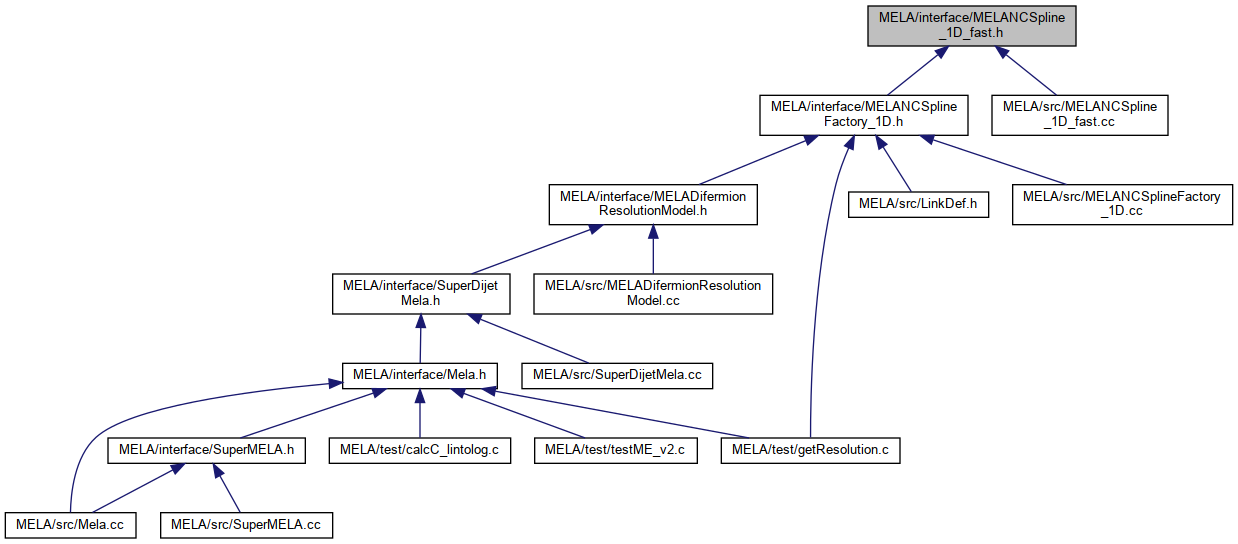 MELA/interface/MELANCSpline
_1D_fast.h
MELA/interface/MELANCSpline
Factory_1D.h
MELA/src/MELANCSpline
_1D_fast.cc
MELA/interface/MELADifermion
ResolutionModel.h
MELA/src/LinkDef.h
MELA/src/MELANCSplineFactory
_1D.cc
MELA/interface/SuperDijet
Mela.h
MELA/src/MELADifermionResolution
Model.cc
MELA/interface/Mela.h
MELA/src/SuperDijetMela.cc
MELA/interface/SuperMELA.h
MELA/test/calcC_lintolog.c
MELA/test/testME_v2.c
MELA/test/getResolution.c
MELA/src/Mela.cc
MELA/src/SuperMELA.cc